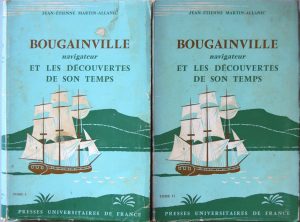 JEAN-ÉTIENNE MARTIN-ALLANIC
BOUGAINVILLE
navigateur
ET LES DÉCOUVERTES
DE SON TEMPS
TOME I
PRESSES UNIVERSITAIRES DE FRANCE
JEAN-ÉTIENNE MARTIN-ALLANIC
BOUGAINVILLE
navigateur
ET LES DÉCOUVERTES
DE SON TEMPS
TOME II
PRESSES UNIVERSITAIRES DE FRANCE